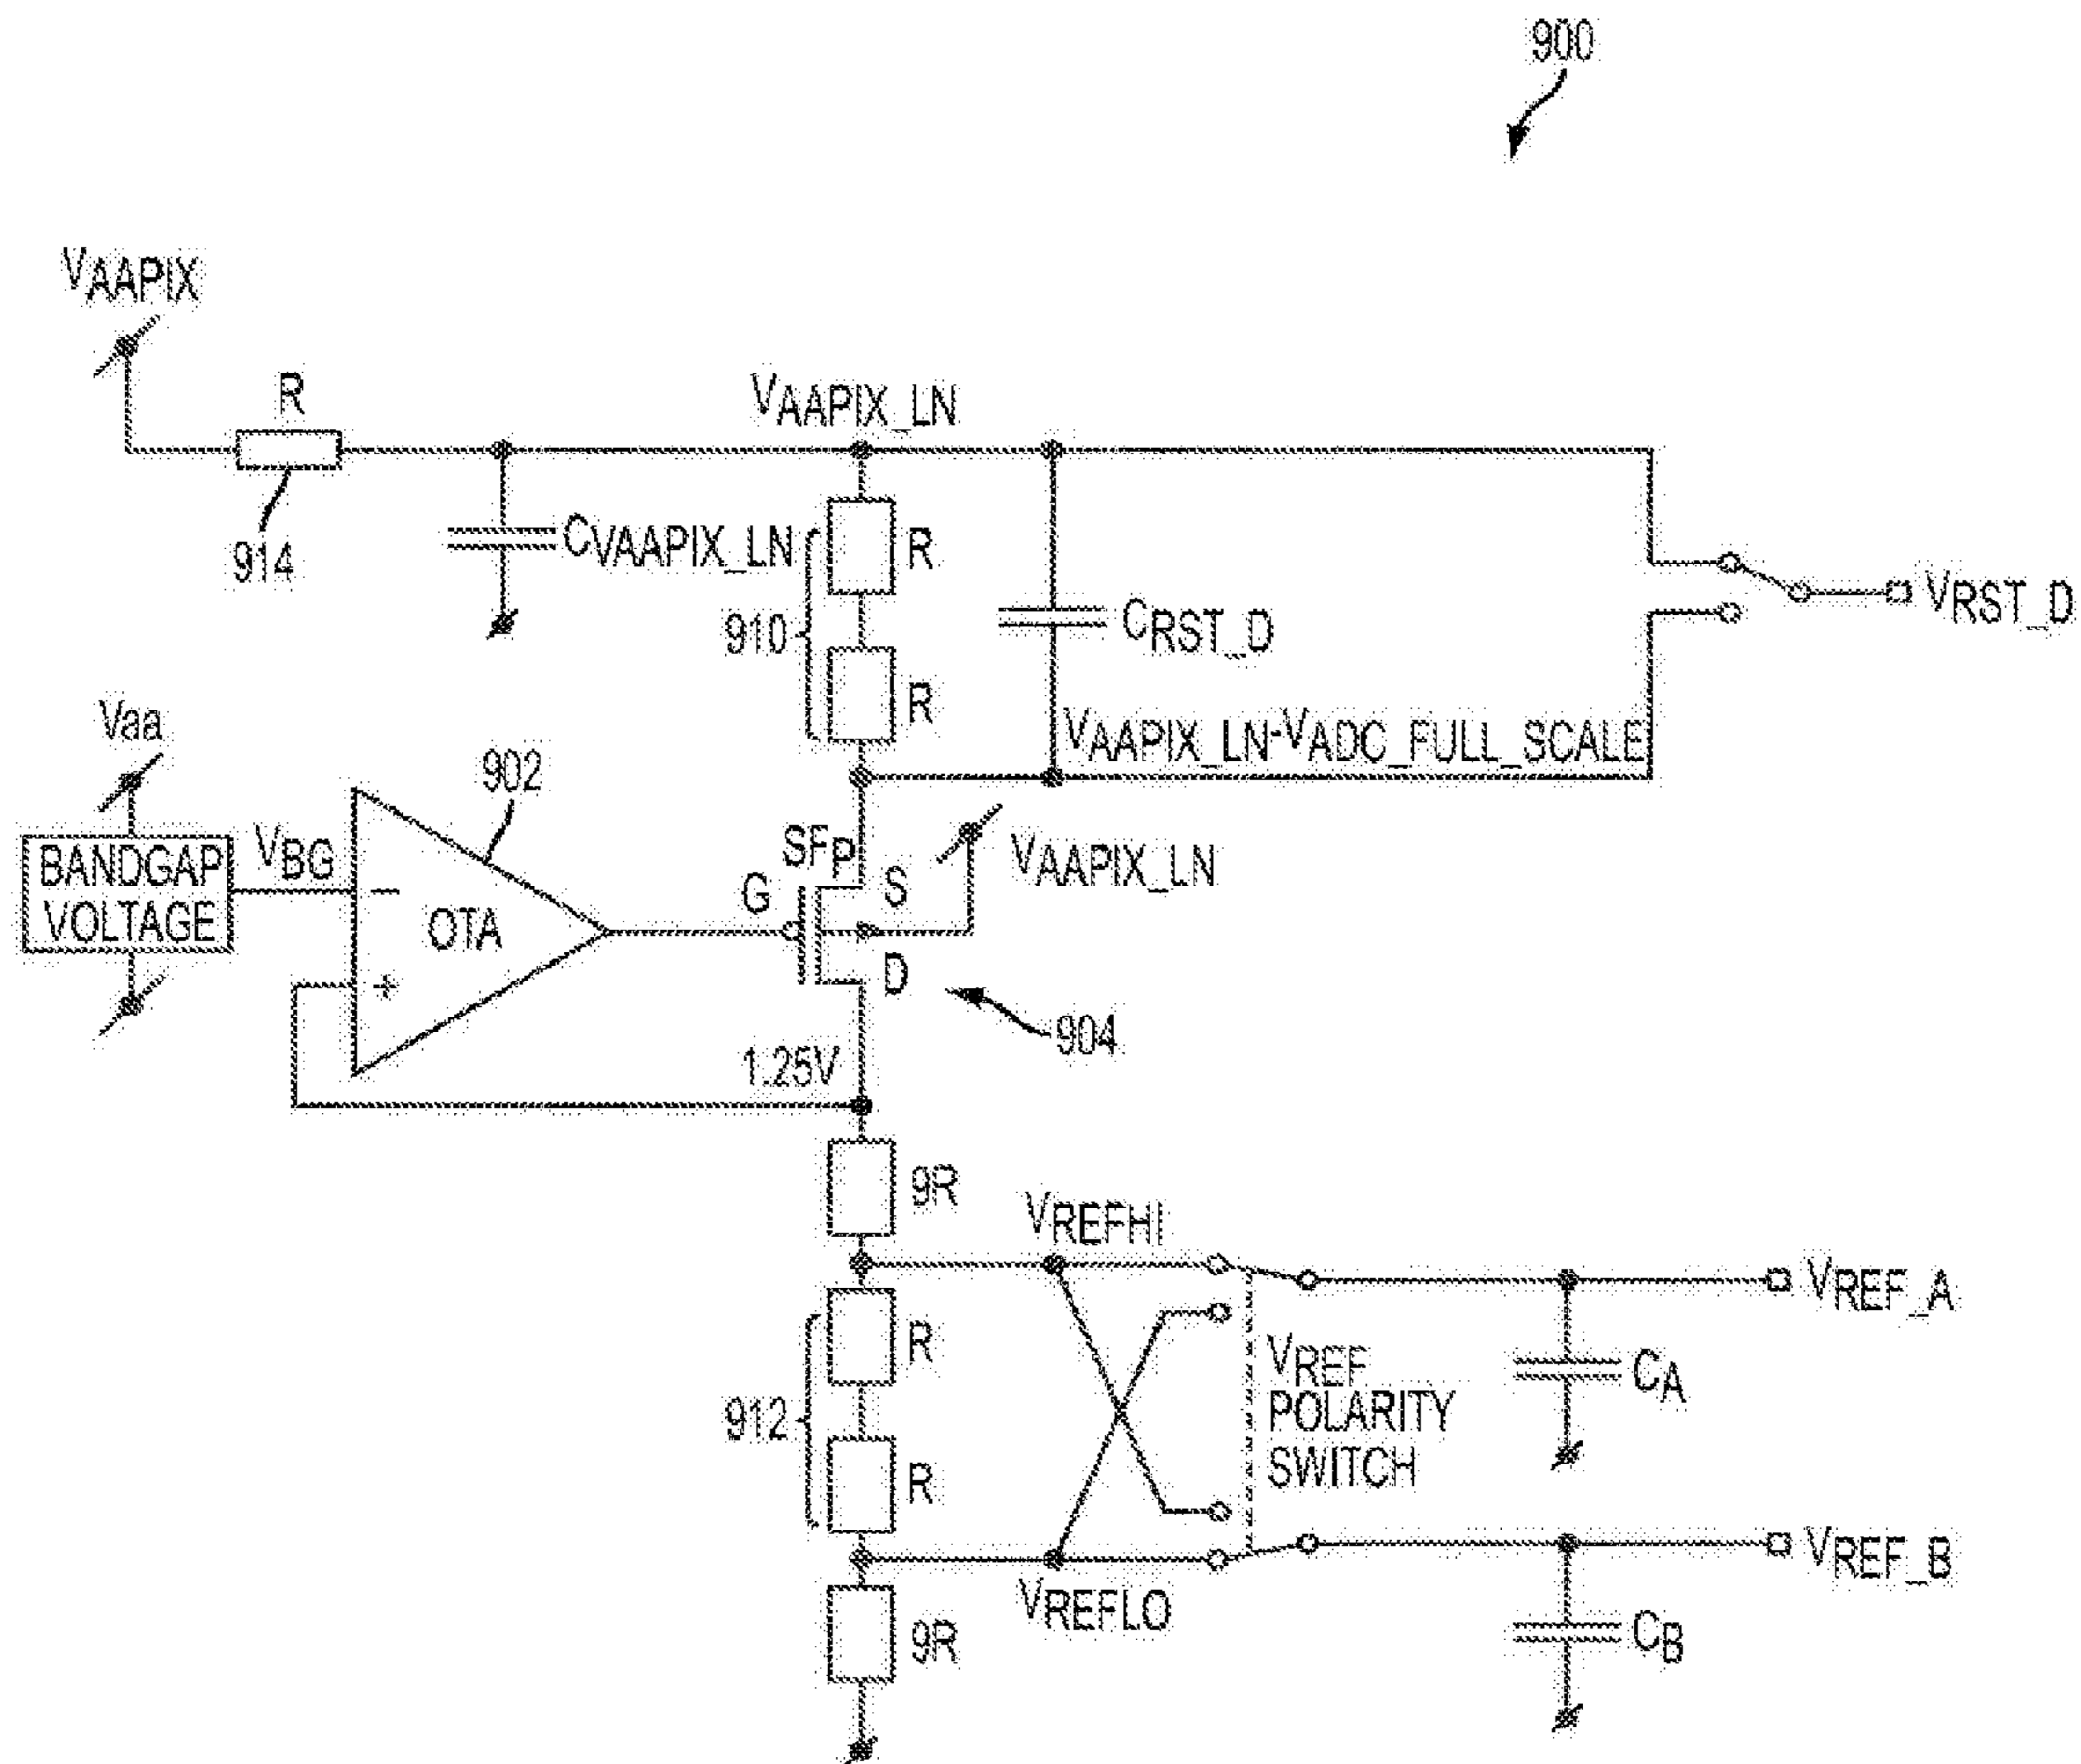 900
VAAPIX
R
914
VAAPIX_LN
CVAAPIX_LN
910
R
R
CRST_D
VRST_D
VAAPIX_LN-VADC_FULL_SCALE
Vaa
BANDGAP
VOLTAGE
VBG
902
-
OTA
+
SFP
G
S
D
VAAPIX_LN
904
1.25V
9R
VREFHI
912
R
R
VREF
POLARITY
SWITCH
VREF_A
CA
VREFLO
VREF_B
CB
9R